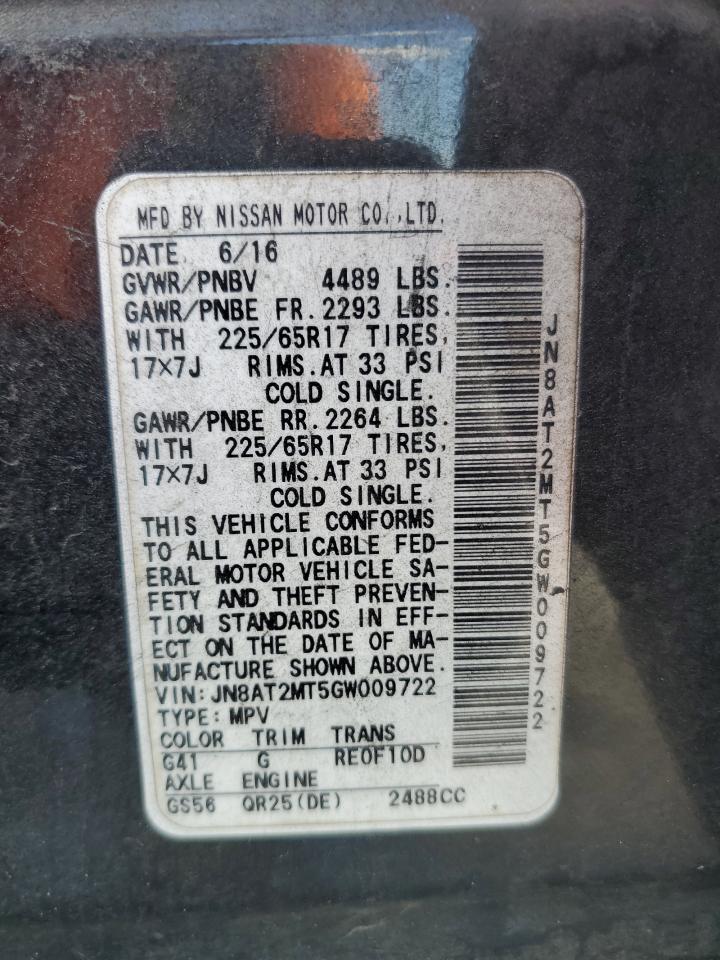 MFD BY NISSAN MOTOR CO.,LTD.
DATE. 6/16
GVWR/PNBV 4489 LBS.
GAWR/PNBE FR. 2293 LBS.
WITH 225/65R17 TIRES,
17×7J RIMS.AT 33 PSI
COLD SINGLE.
GAWR/PNBE RR. 2264 LBS.
WITH 225/65R17 TIRES,
17×7J RIMS.AT 33 PSI
COLD SINGLE.
THIS VEHICLE CONFORMS
TO ALL APPLICABLE FED-
ERAL MOTOR VEHICLE SA-
FETY AND THEFT PREVEN-
TION STANDARDS IN EFF-
ECT ON THE DATE OF MA-
NUFACTURE SHOWN ABOVE.
VIN:JN8AT2MT5GW009722
TYPE:MPV
COLOR TRIM TRANS
G41 G RE0F10D
AXLE ENGINE
GS56 QR25(DE) 2488CC
JN8AT2MT5GW009722